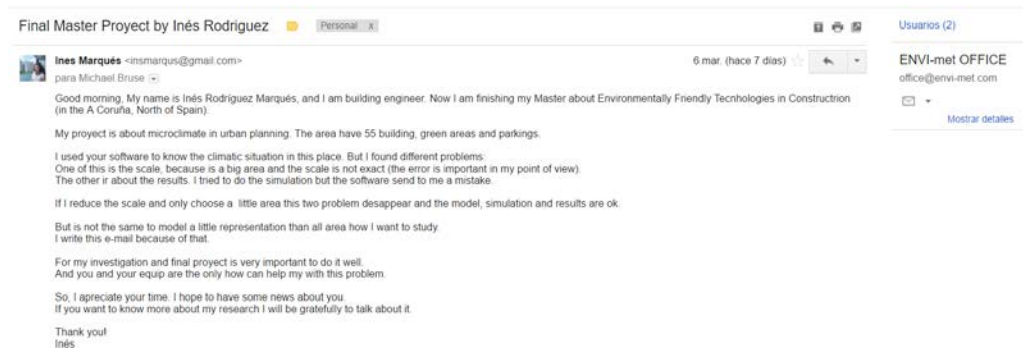 Final Master Proyect by Inés Rodriguez Personal x
Ines Marqués <insmarqus@gmail.com> 6 mar. (hace 7 días)
para Michael Bruse
Good morning, My name is Inés Rodríguez Marqués, and I am building engineer. Now I am finishing my Master about Environmentally Friendly Tecnhologies in Constructrion
(in the A Coruña, North of Spain).
My proyect is about microclimate in urban planning. The area have 55 building, green areas and parkings.
I used your software to know the climatic situation in this place. But I found different problems:
One of this is the scale, because is a big area and the scale is not exact (the error is important in my point of view).
The other ir about the results. I tried to do the simulation but the software send to me a mistake.
If I reduce the scale and only choose a little area this two problem desappear and the model, simulation and results are ok.
But is not the same to model a little representation than all area how I want to study.
I write this e-mail because of that.
For my investigation and final proyect is very important to do it well.
And you and your equip are the only how can help my with this problem.
So, I apreciate your time. I hope to have some news about you.
If you want to know more about my research I will be gratefully to talk about it.
Thank you!
Inés
Usuarios (2)
ENVI-met OFFICE
office@envi-met.com
Mostrar detalles